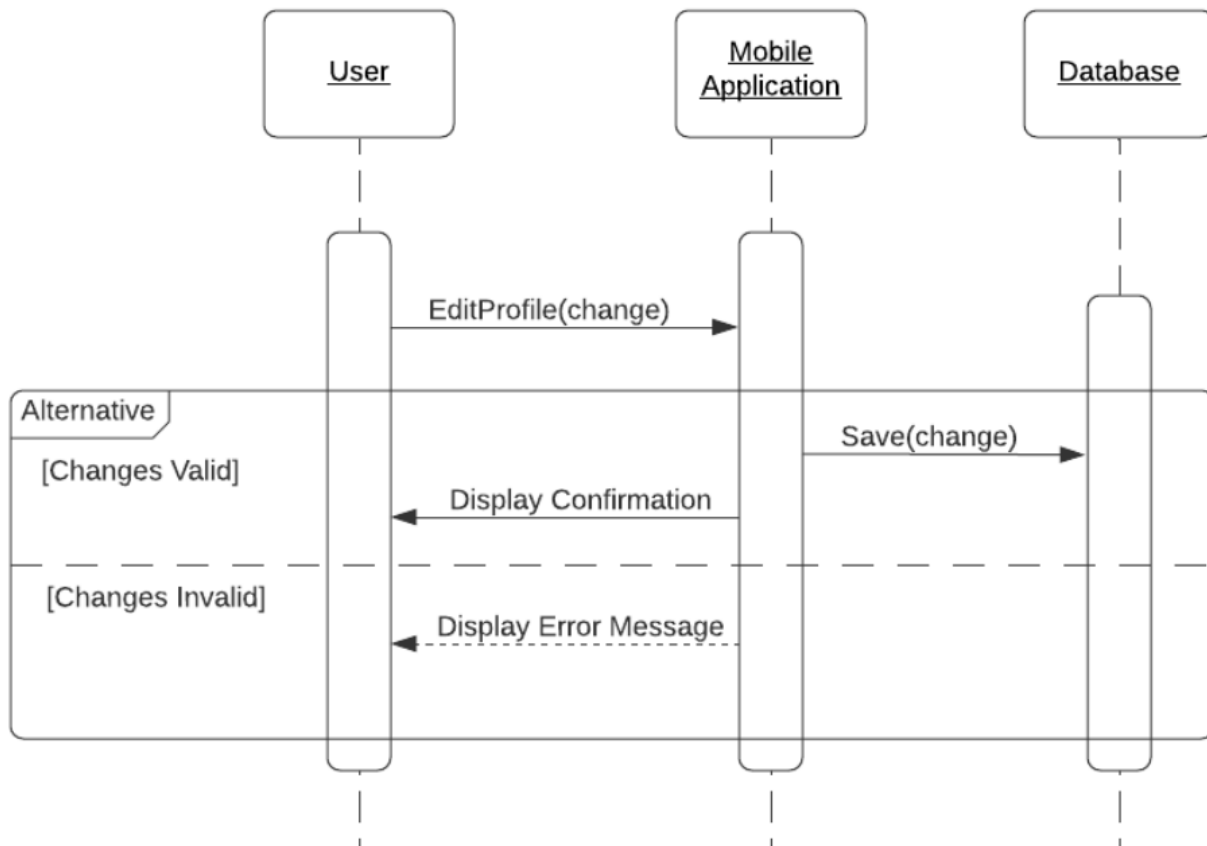 User
Mobile
Application
Database
EditProfile(change)
Alternative
Save(change)
[Changes Valid]
Display Confirmation
[Changes Invalid]
Display Error Message